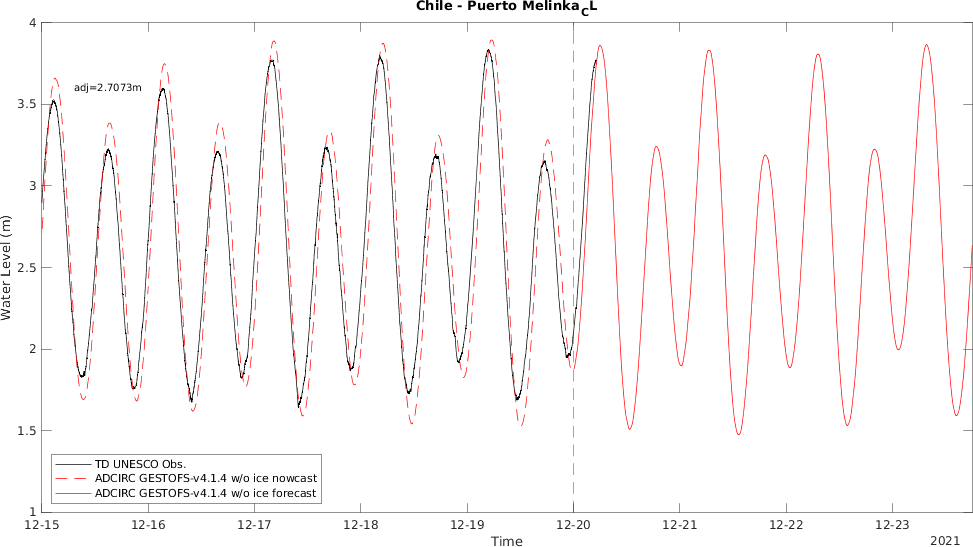 Chile - Puerto MelinkaCL
adj=2.7073m
4
3.5
3
2.5
2
1.5
1
Water Level (m)
TD UNESCO Obs.
ADCIRC GESTOFS-v4.1.4 w/o ice nowcast
ADCIRC GESTOFS-v4.1.4 w/o ice forecast
12-15 12-16 12-17 12-18 12-19 12-20 12-21 12-22 12-23
Time
2021